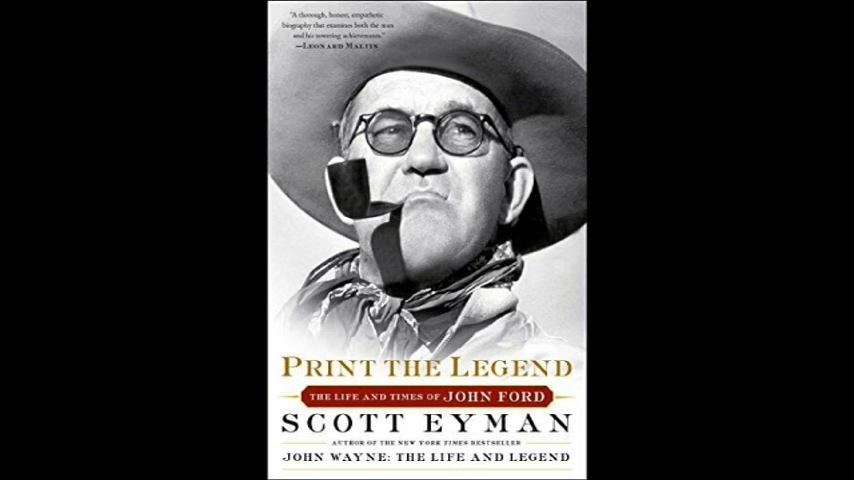 "A thorough, honest, empathetic
biography that examines both the man
and his towering achievements."
—LEONARD MALTIN
PRINT THE LEGEND
THE LIFE AND TIMES OF JOHN FORD
SCOTT EYMAN
AUTHOR OF THE NEW YORK TIMES BESTSELLER
JOHN WAYNE: THE LIFE AND LEGEND